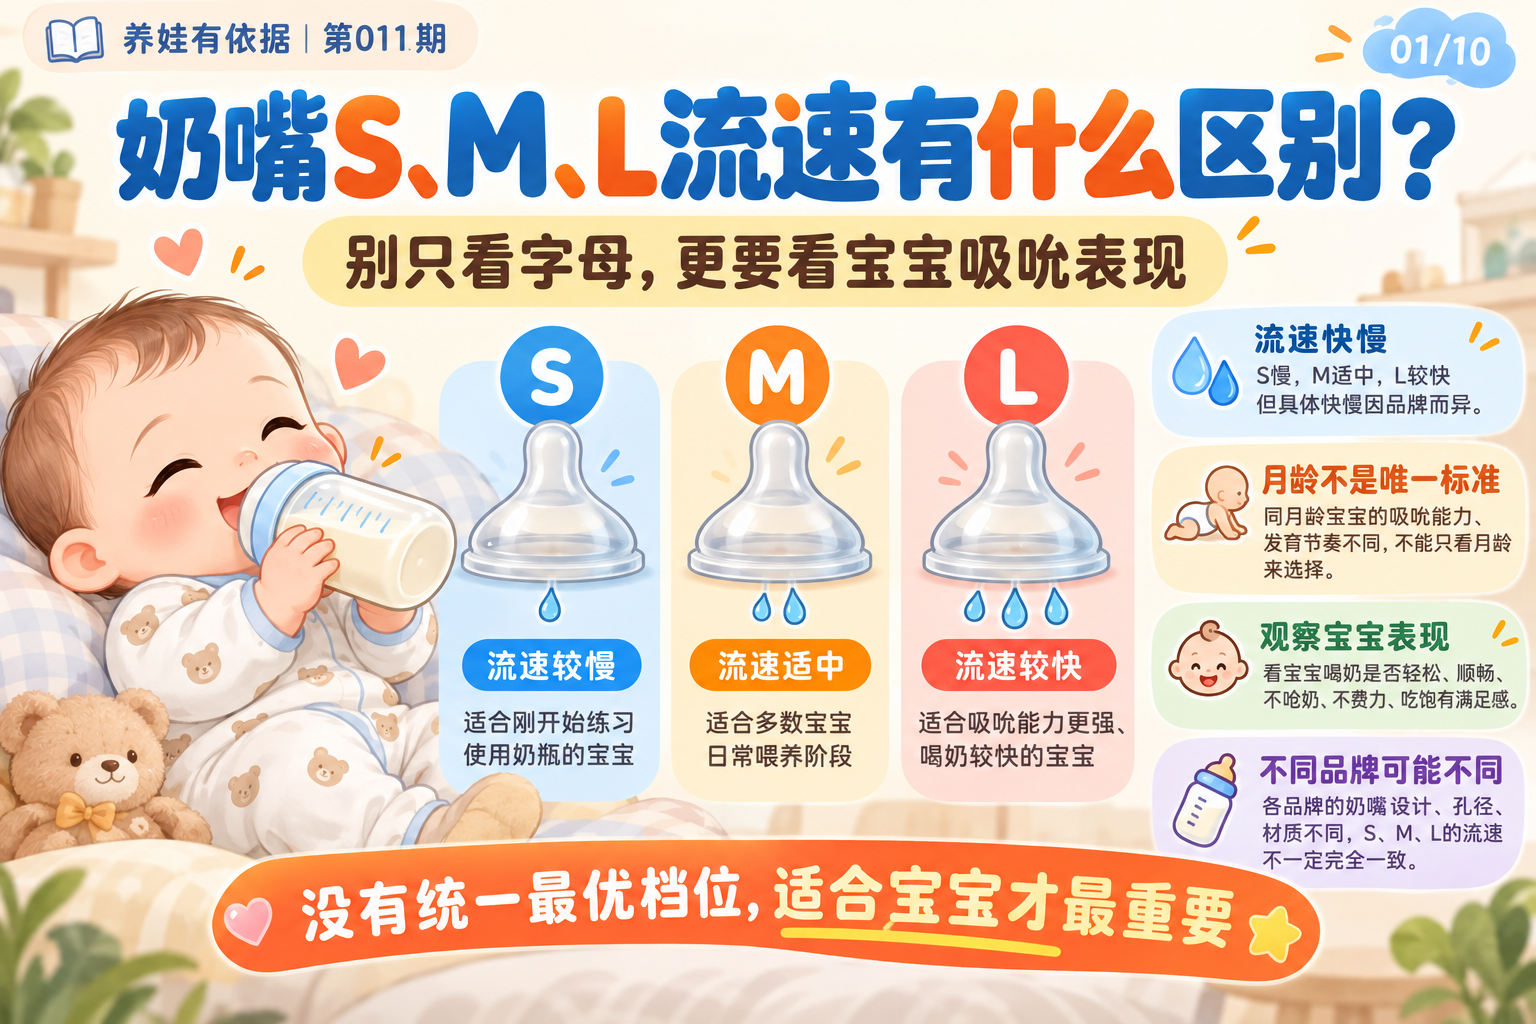 养娃有依据｜第011期
01/10
奶嘴S、M、L流速有什么区别?
别只看字母，更要看宝宝吸吮表现
S
流速较慢
适合刚开始练习
使用奶瓶的宝宝
M
流速适中
适合多数宝宝
日常喂养阶段
L
流速较快
适合吸吮能力更强、
喝奶较快的宝宝
流速快慢
S慢，M适中，L较快
但具体快慢因品牌而异。
月龄不是唯一标准
同月龄宝宝的吸吮能力、
发育节奏不同，不能只看月龄
来选择。
观察宝宝表现
看宝宝喝奶是否轻松、顺畅、
不呛奶、不费力、吃饱有满足感。
不同品牌可能不同
各品牌的奶嘴设计、孔径、
材质不同，S、M、L的流速
不一定完全一致。
没有统一最优档位，适合宝宝才最重要